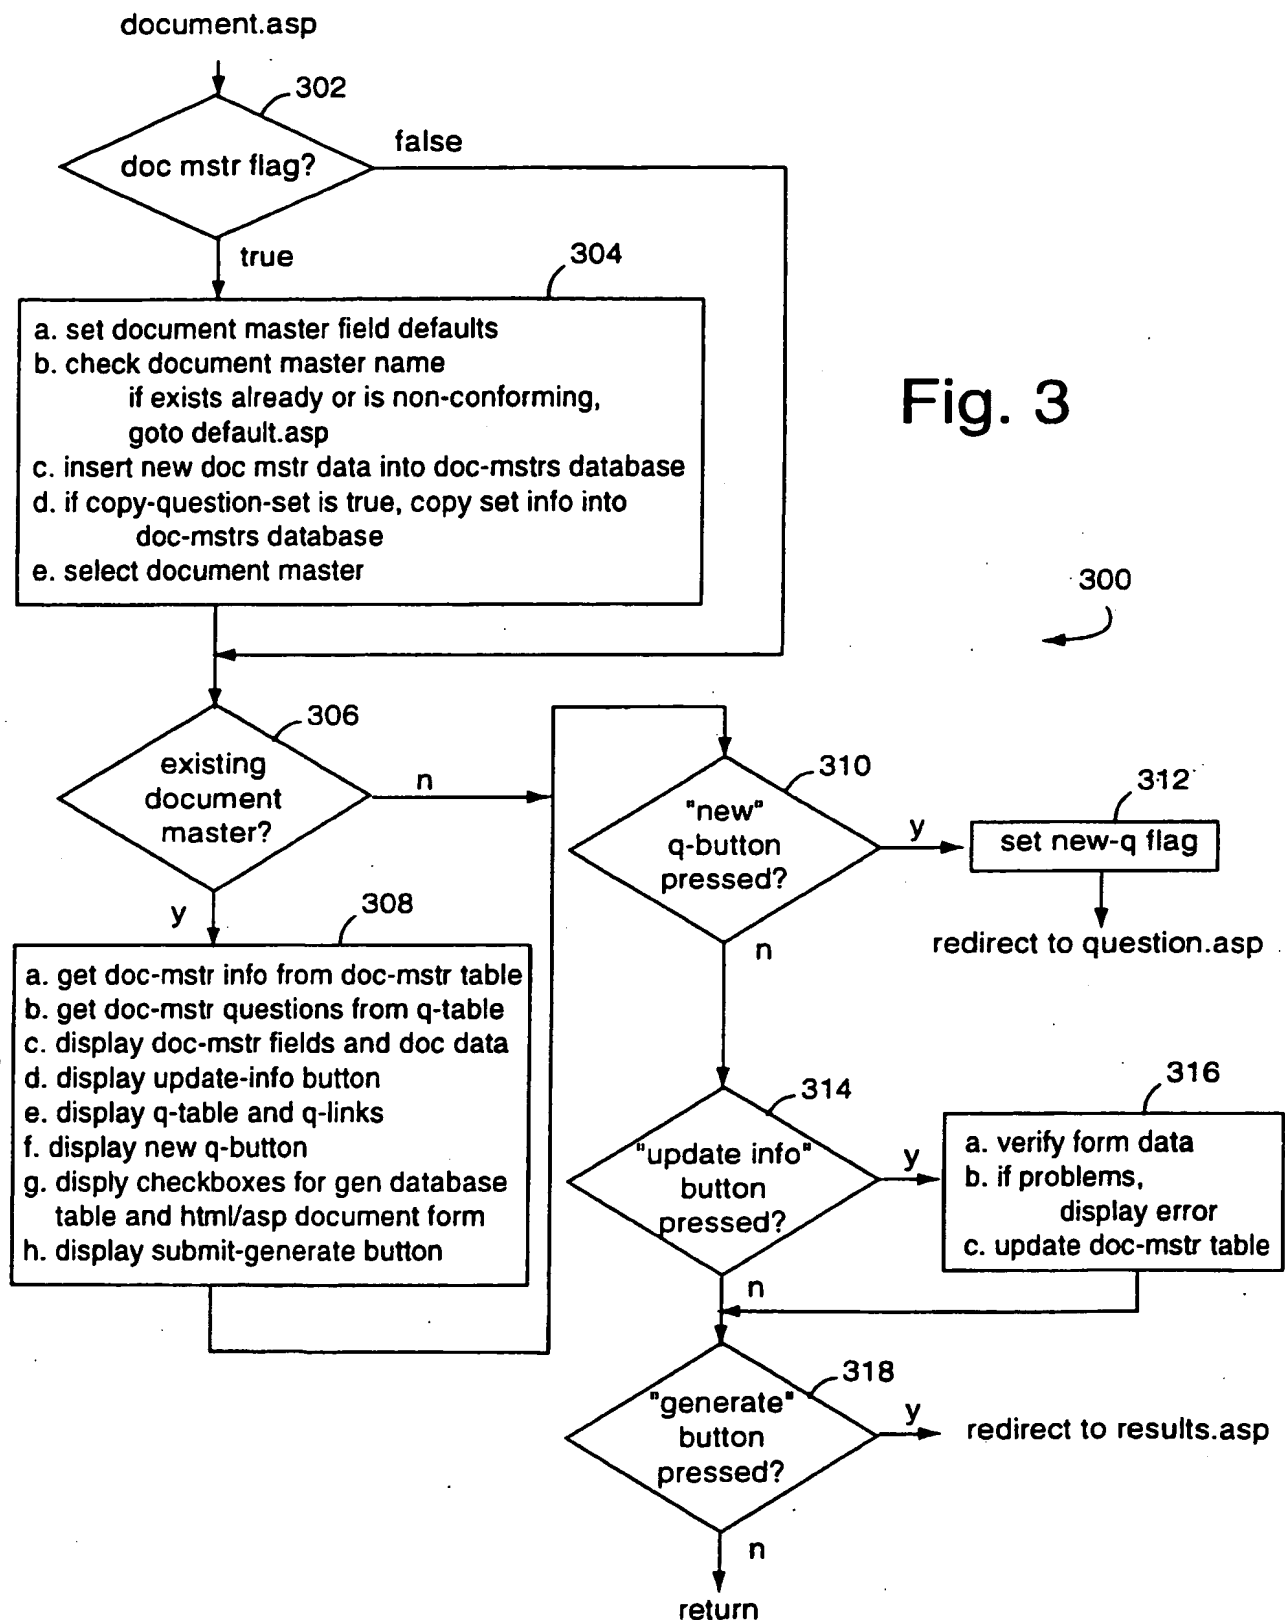 document.asp
302
doc mstr flag?
false
true
304
a. set document master field defaults
b. check document master name
if exists already or is non-conforming,
goto default.asp
c. insert new doc mstr data into doc-mstrs database
d. if copy-question-set is true, copy set info into
doc-mstrs database
e. select document master
Fig. 3
300
306
existing
document
master?
n
y
308
a. get doc-mstr info from doc-mstr table
b. get doc-mstr questions from q-table
c. display doc-mstr fields and doc data
d. display update-info button
e. display q-table and q-links
f. display new q-button
g. disply checkboxes for gen database
table and html/asp document form
h. display submit-generate button
310
"new"
q-button
pressed?
y
312
set new-q flag
redirect to question.asp
n
314
"update info"
button
pressed?
y
316
a. verify form data
b. if problems,
display error
c. update doc-mstr table
n
318
"generate"
button
pressed?
y
redirect to results.asp
n
return